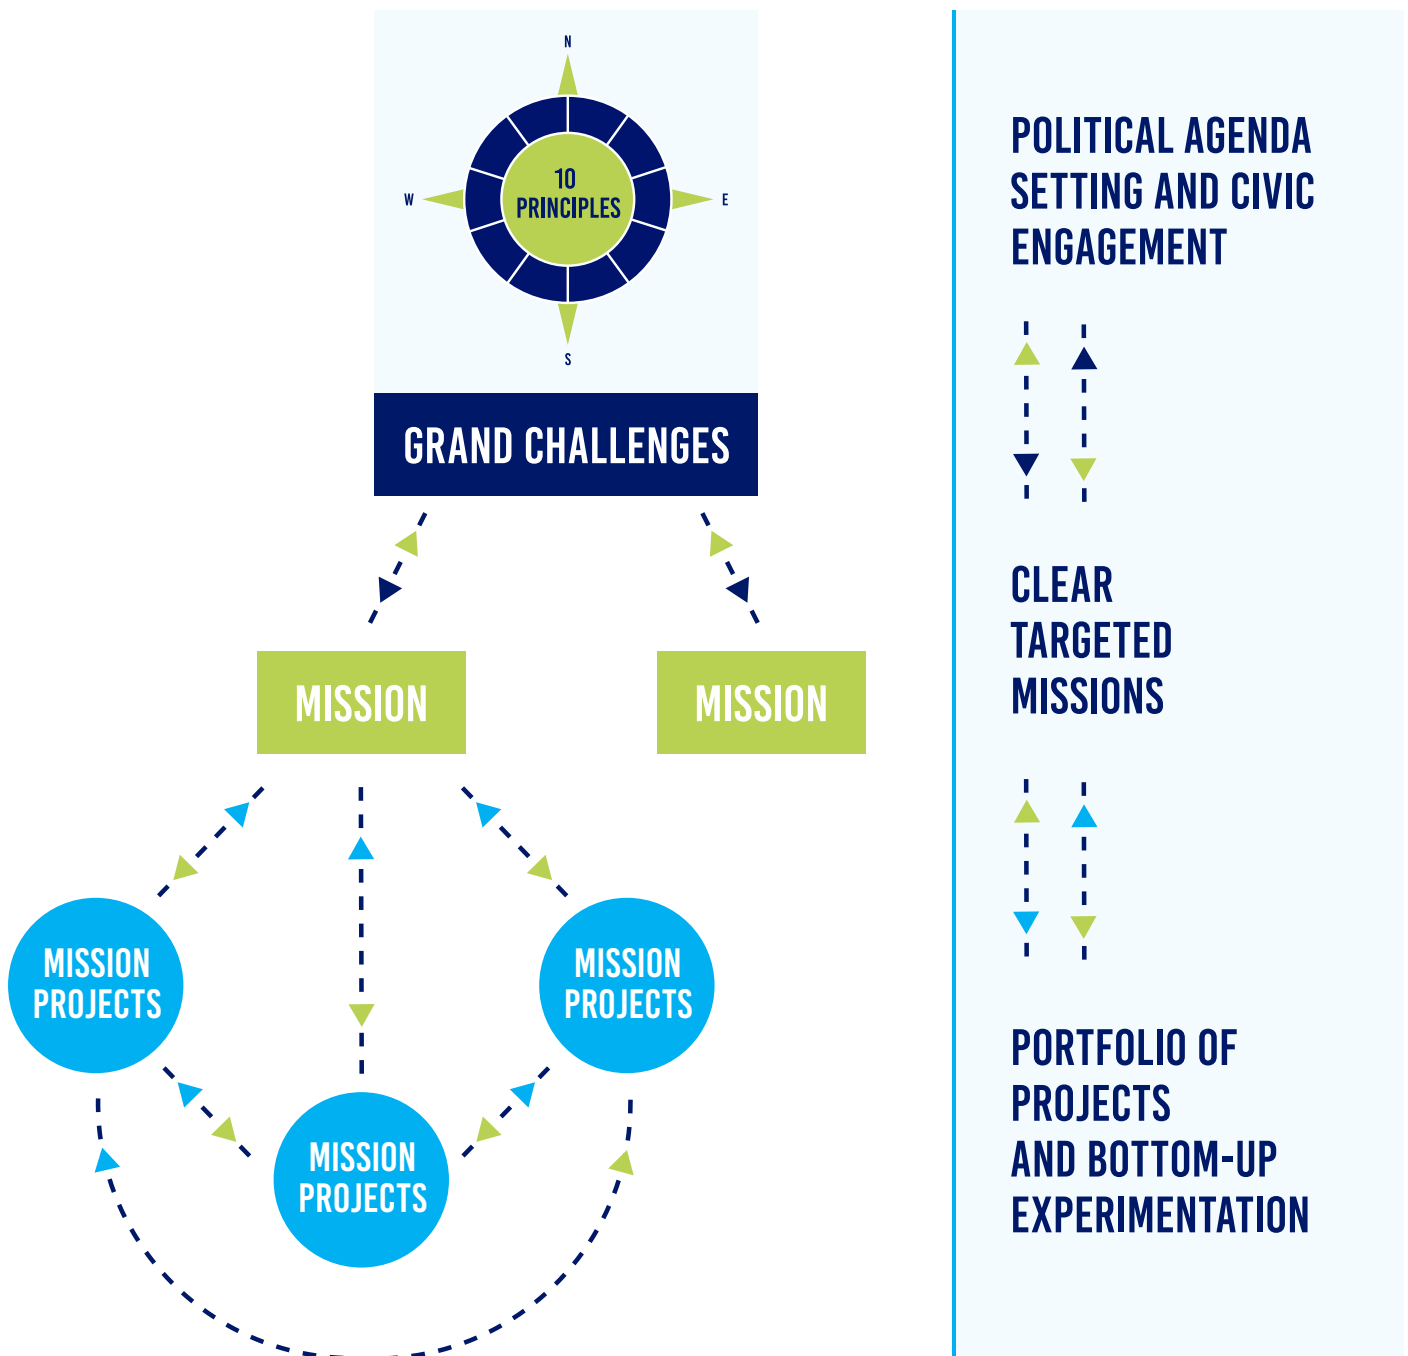 N
10
PRINCIPLES
W
E
S
GRAND CHALLENGES
MISSION
MISSION
MISSION
PROJECTS
MISSION
PROJECTS
MISSION
PROJECTS
POLITICAL AGENDA
SETTING AND CIVIC
ENGAGEMENT
CLEAR
TARGETED
MISSIONS
PORTFOLIO OF
PROJECTS
AND BOTTOM-UP
EXPERIMENTATION